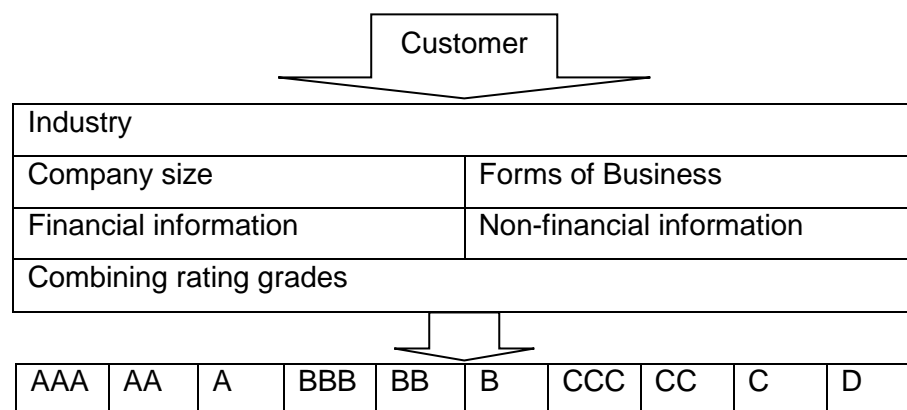 Customer
Industry
Company size Forms of Business
Financial information Non-financial information
Combining rating grades
AAA AA A BBB BB B CCC CC C D